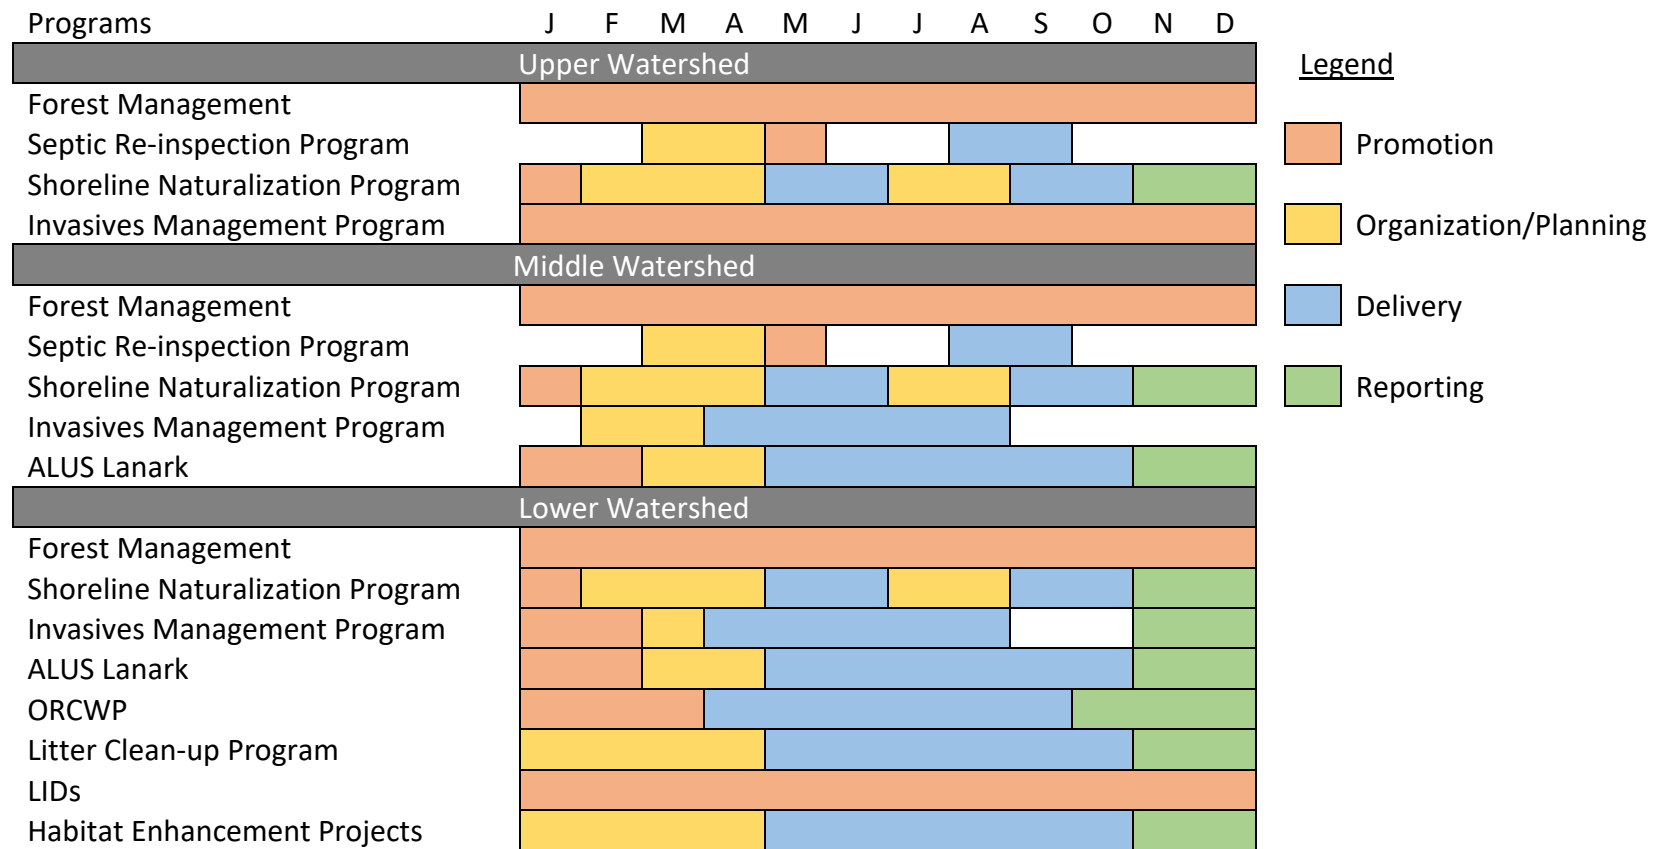 Programs J F M A M J J A S O N D
Upper Watershed
Legend
Forest Management
Septic Re-inspection Program
Promotion
Shoreline Naturalization Program
Invasives Management Program
Organization/Planning
Middle Watershed
Forest Management
Delivery
Septic Re-inspection Program
Shoreline Naturalization Program
Reporting
Invasives Management Program
ALUS Lanark
Lower Watershed
Forest Management
Shoreline Naturalization Program
Invasives Management Program
ALUS Lanark
ORCWP
Litter Clean-up Program
LIDs
Habitat Enhancement Projects